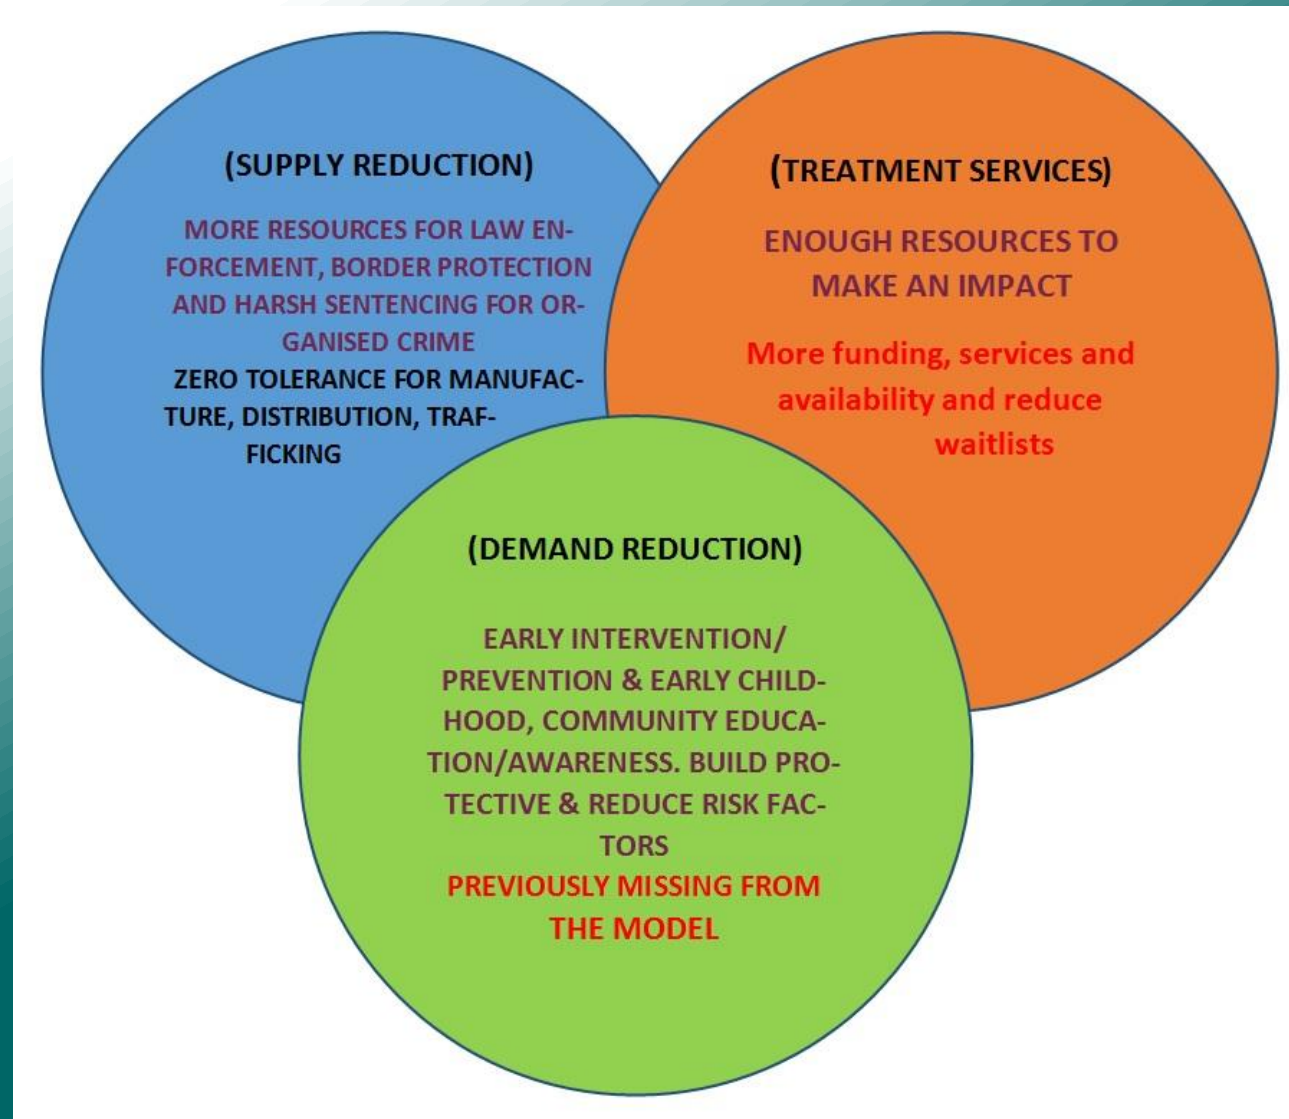 (SUPPLY REDUCTION)
MORE RESOURCES FOR LAW EN-
FORCEMENT, BORDER PROTECTION
AND HARSH SENTENCING FOR OR-
GANISED CRIME
ZERO TOLERANCE FOR MANUFAC-
TURE, DISTRIBUTION, TRAF-
FICKING
(TREATMENT SERVICES)
ENOUGH RESOURCES TO
MAKE AN IMPACT
More funding, services and
availability and reduce
waitlists
(DEMAND REDUCTION)
EARLY INTERVENTION/
PREVENTION & EARLY CHILD-
HOOD, COMMUNITY EDUCA-
TION/AWARENESS. BUILD PRO-
TECTIVE & REDUCE RISK FAC-
TORS
PREVIOUSLY MISSING FROM
THE MODEL